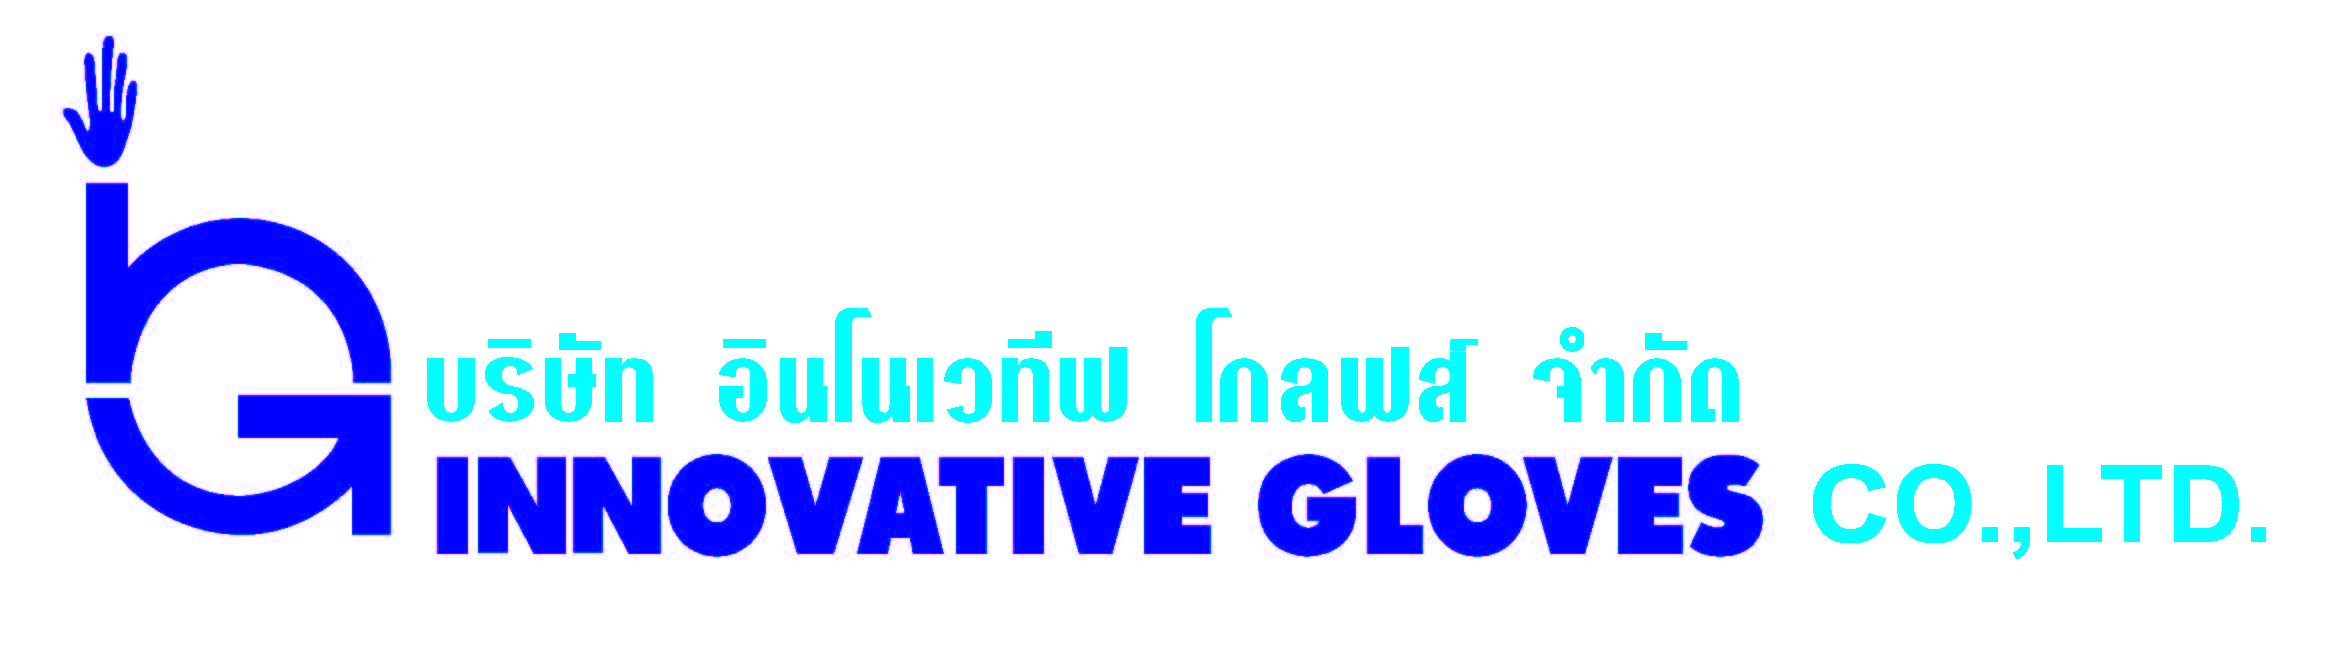 บริษัท อินโนเวทีฟ โกลฟส์ จำกัด
INNOVATIVE GLOVES CO.,LTD.